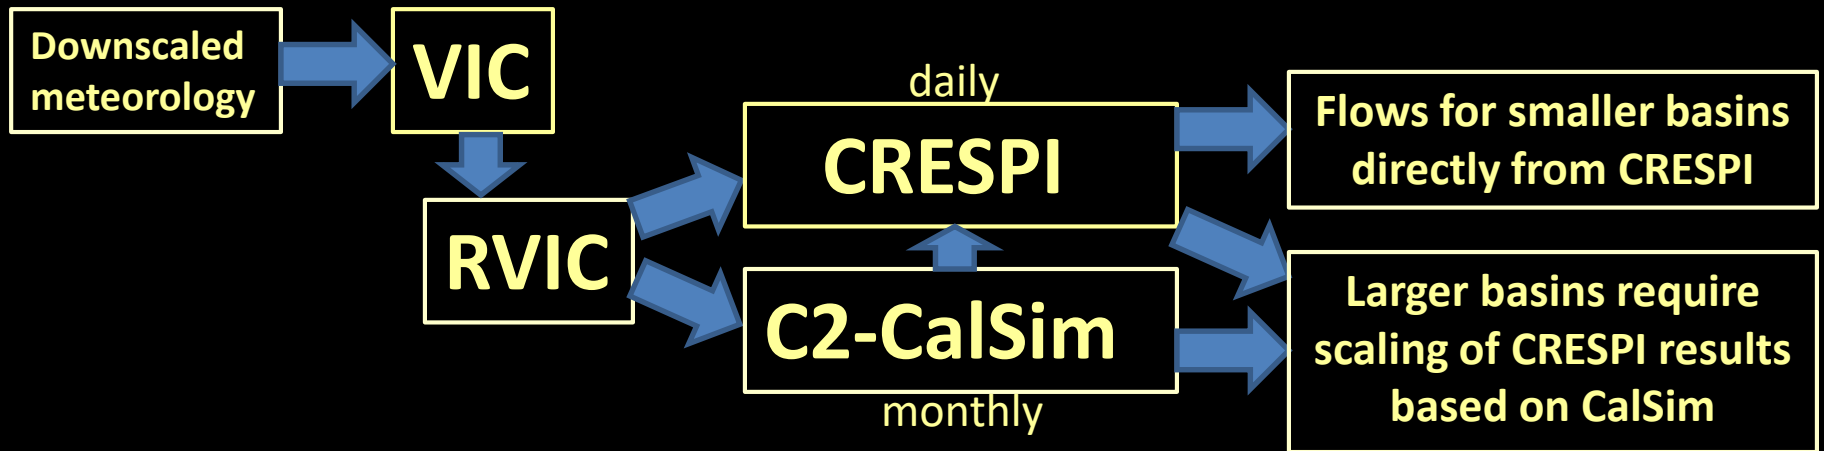 Downscaled
meteorology
VIC
RVIC
daily
CRESPI
C2-CalSim
monthly
Flows for smaller basins
directly from CRESPI
Larger basins require
scaling of CRESPI results
based on CalSim